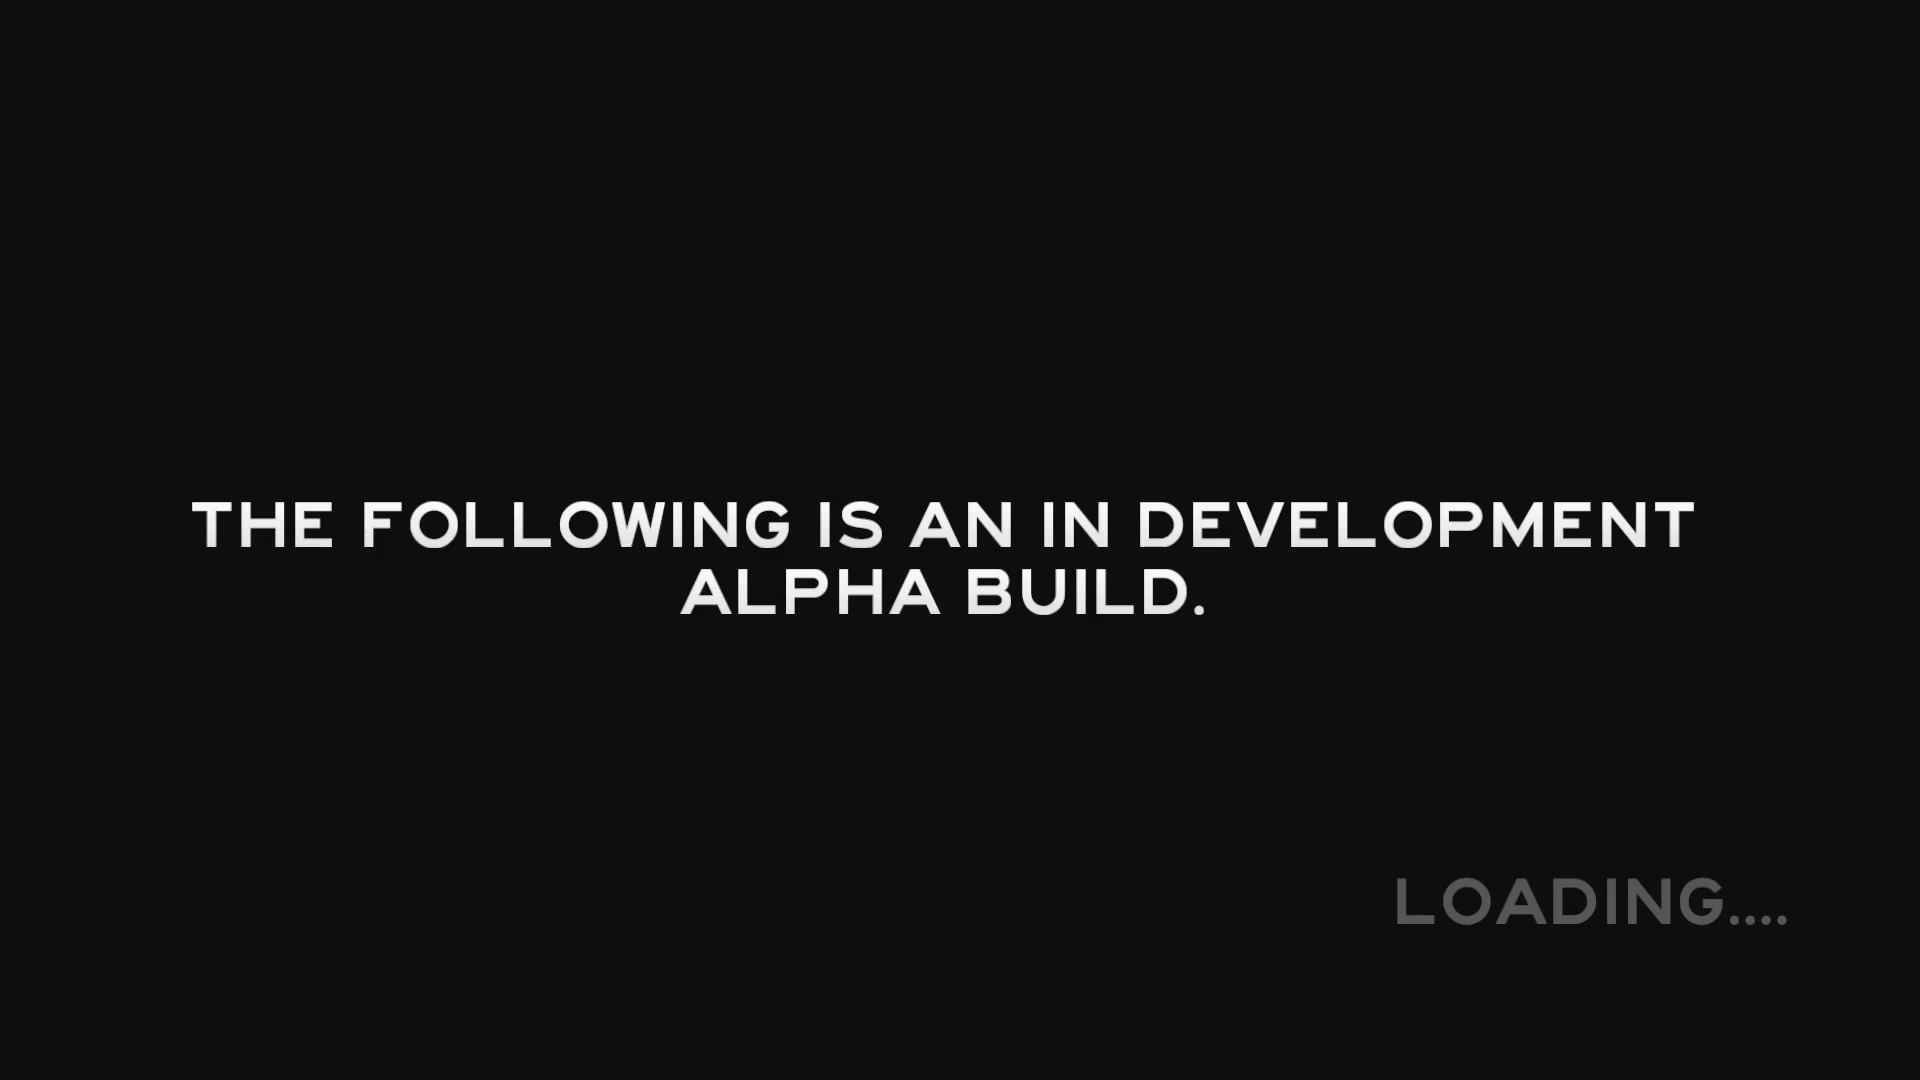 THE FOLLOWING IS AN IN DEVELOPMENT
ALPHA BUILD.
LOADING....